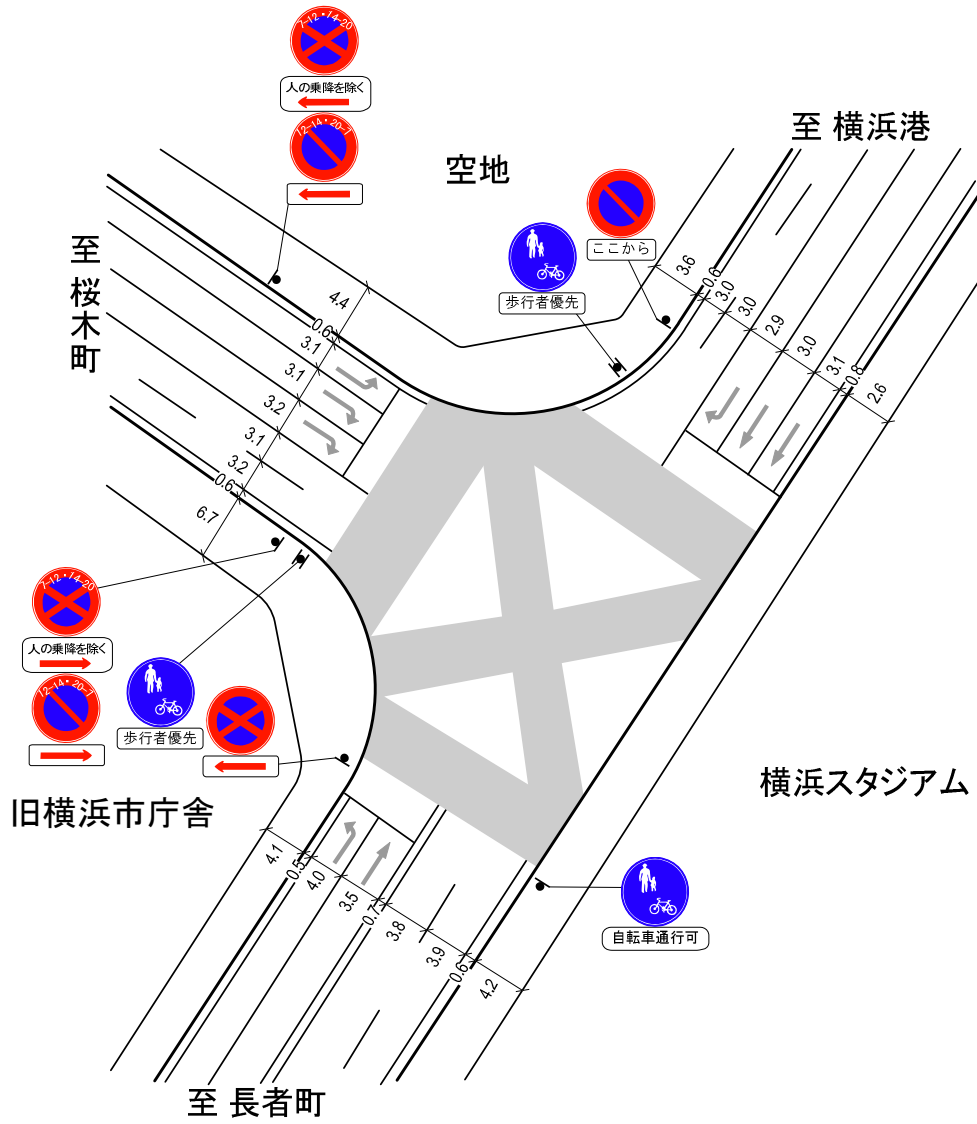 7-12・14-20
人の乗降を除く
12-14・20-7
空地
至 横浜港
ここから
歩行者優先
至
桜
木
町
4.4
0.6
3.1
3.1
3.2
3.1
3.2
0.6
6.7
3.6
0.6
3.0
3.0
2.9
3.0
3.1
0.8
2.6
7-12・14-20
人の乗降を除く
12-14・20-7
歩行者優先
旧横浜市庁舎
横浜スタジアム
自転車通行可
4.1
0.5
4.0
3.5
0.7
3.8
3.9
0.6
4.2
至 長者町